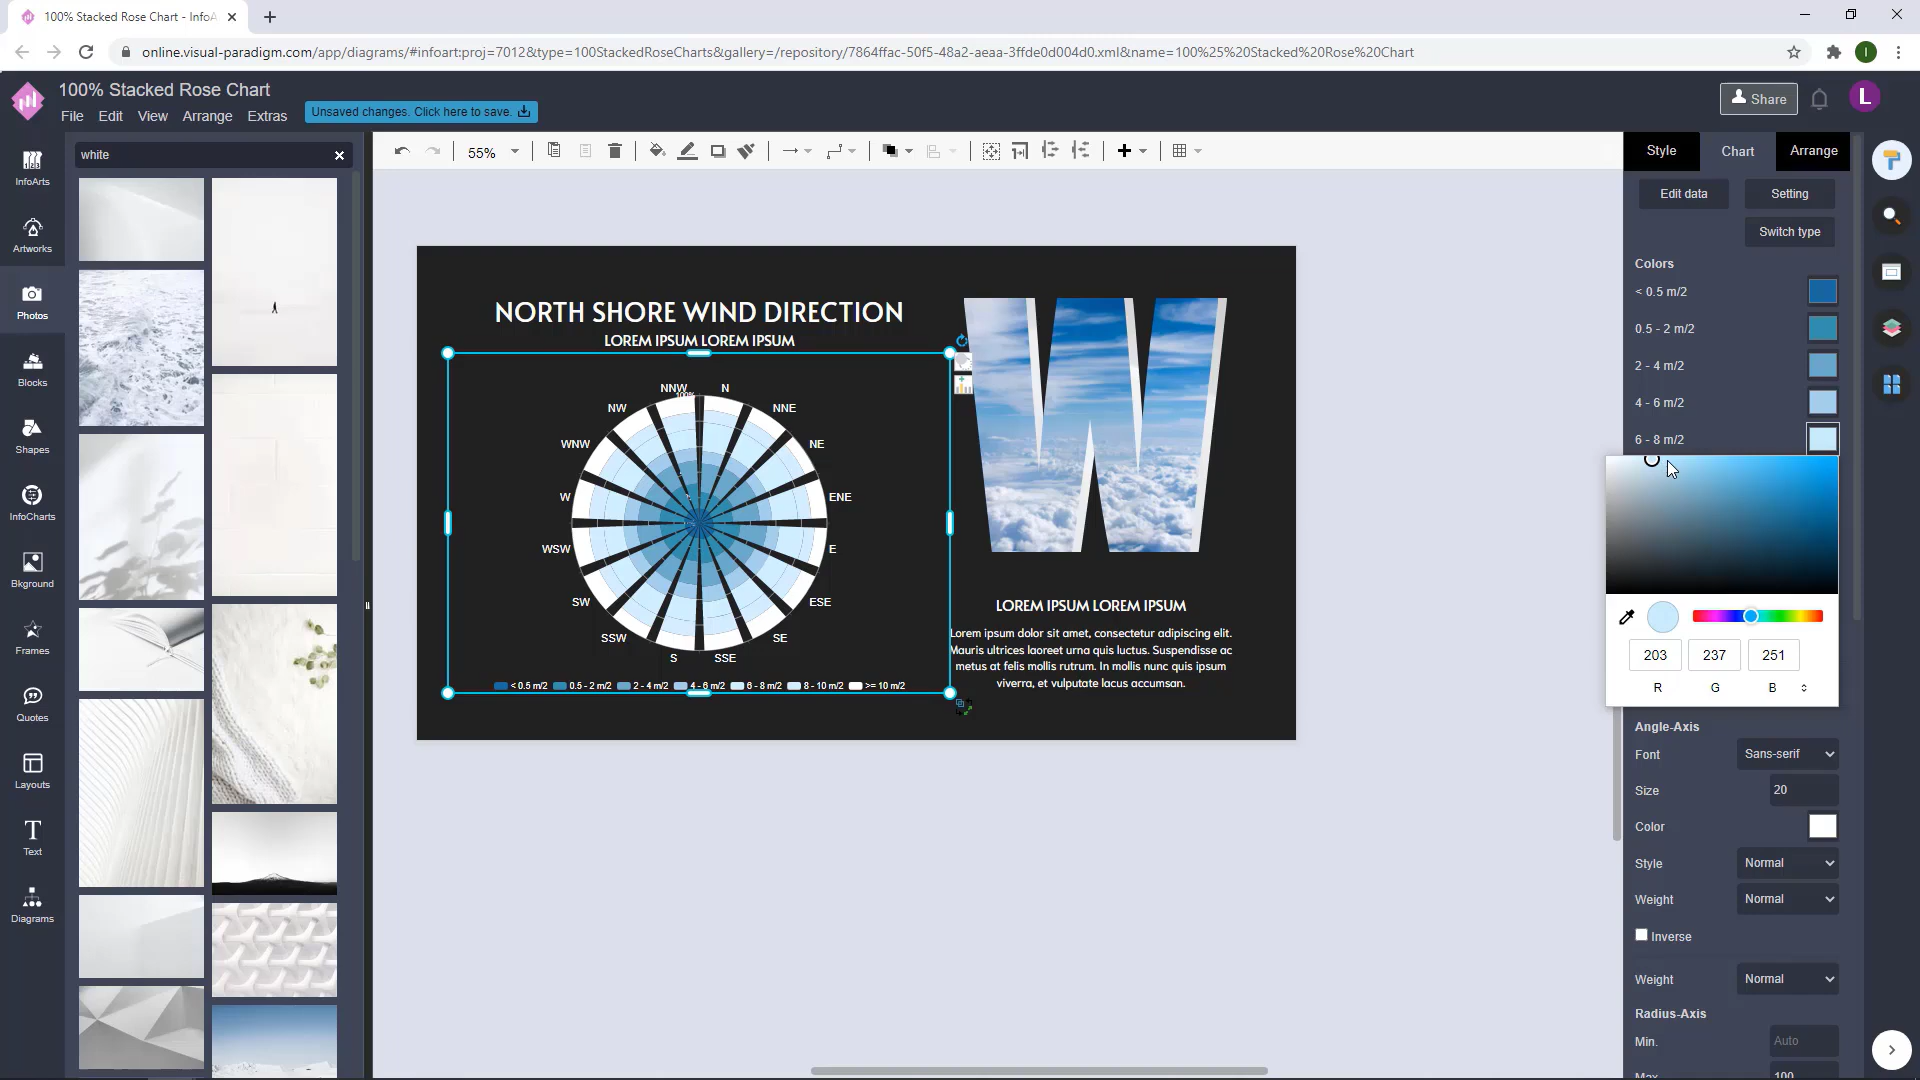 100% Stacked Rose Chart - InfoA
online.visual-paradigm.com/app/diagrams/#infoart:proj=7012&type=100StackedRoseCharts&gallery=/repository/7864ffac-50f5-48a2-aeaa-3ffde0d004d0.xml&name=100%25%20Stacked%20Rose%20Chart
I
100% Stacked Rose Chart
File Edit View Arrange Extras
Unsaved changes. Click here to save.
Share
L
InfoArts
Artworks
Photos
Blocks
Shapes
InfoCharts
Bkground
Frames
Quotes
Layouts
Text
Diagrams
white
55%
NORTH SHORE WIND DIRECTION
LOREM IPSUM LOREM IPSUM
NNW N
100%
NW NNE
WNW NE
W ENE
WSW E
SW ESE
SSW SE
S SSE
< 0.5 m/2 0.5 - 2 m/2 2 - 4 m/2 4 - 6 m/2 6 - 8 m/2 8 - 10 m/2 >= 10 m/2
W
LOREM IPSUM LOREM IPSUM
Lorem ipsum dolor sit amet, consectetur adipiscing elit.
Mauris ultrices laoreet urna quis luctus. Suspendisse ac
metus at felis mollis rutrum. In mollis nunc quis ipsum
viverra, et vulputate lacus accumsan.
Style Chart Arrange
Edit data Setting
Switch type
Colors
< 0.5 m/2
0.5 - 2 m/2
2 - 4 m/2
4 - 6 m/2
6 - 8 m/2
203 237 251
R G B
Angle-Axis
Font Sans-serif
Size 20
Color
Style Normal
Weight Normal
Inverse
Weight Normal
Radius-Axis
Min. Auto
Max. 100